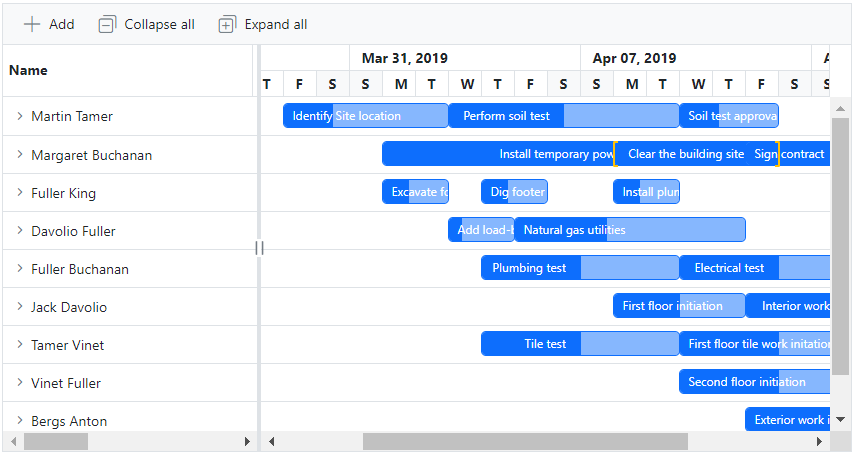 Add Collapse all Expand all
Name
Mar 31, 2019 Apr 07, 2019 A
T F S S M T W T F S S M T W T F S S
Martin Tamer Identify Site location Perform soil test Soil test approva
Margaret Buchanan Install temporary pow Clear the building site Sign contract
Fuller King Excavate fo Dig footer Install plun
Davolio Fuller Add load-b Natural gas utilities
Fuller Buchanan Plumbing test Electrical test
Jack Davolio First floor initiation Interior work
Tamer Vinet Tile test First floor tile work initation
Vinet Fuller Second floor initiation
Bergs Anton Exterior work i